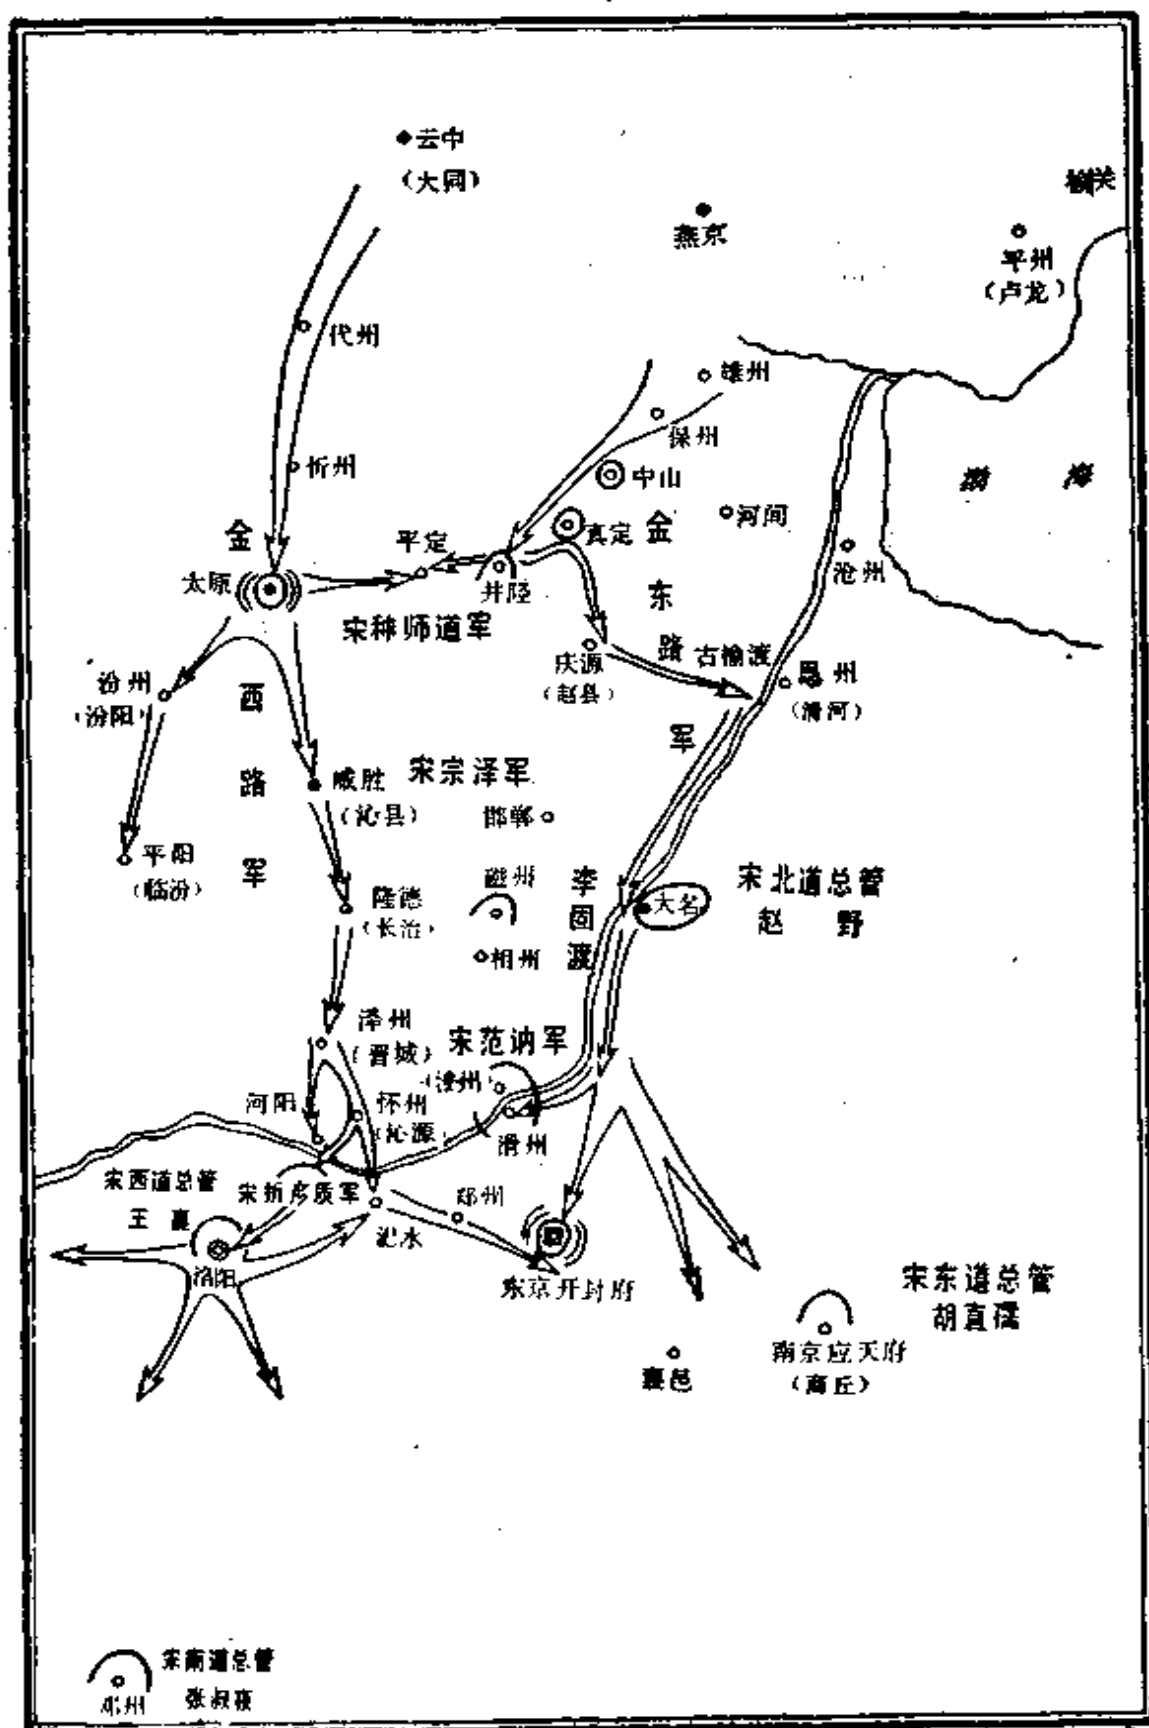 云中
（大同）
榆关
燕京
平州
（卢龙）
代州
雄州
保州
忻州
中山
渤海
河间
真定
平定
沧州
太原
井陉
金东路军
宋种师道军
庆源
（赵县）
古榆渡
恩州
（清河）
汾州
（汾阳）
金西路军
威胜
（沁县）
宋宗泽军
邯郸
平阳
（临汾）
磁州
李固渡
大名
宋北道总管
赵野
隆德
（长治）
相州
泽州
（晋城）
宋范讷军
河阳
怀州
（沁源）
滑州
宋西道总管
王襄
宋折彦质军
郑州
汜水
洛阳
东京开封府
宋东道总管
胡直孺
南京应天府
（商丘）
襄邑
宋南道总管
张叔夜
邓州